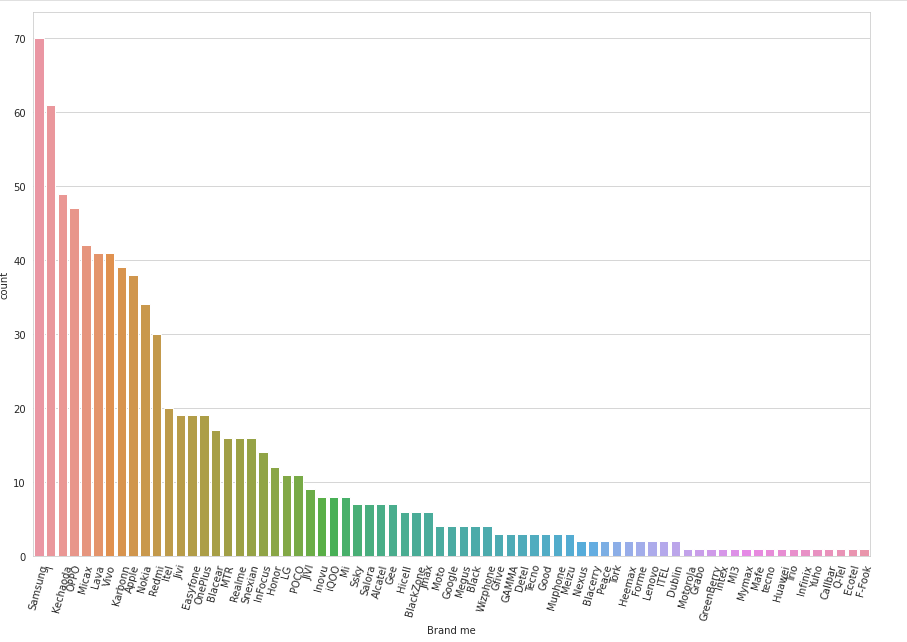 70
60
50
40
30
20
10
0
count
Samsung
I
Kechaoda
OPPO
Micax
Lava
Vivo
Karbonn
Apple
Nokia
Redmi
Itel
Jivi
Easyfone
OnePlus
Blacear
MTR
Realme
Snexian
InFocus
Honor
LG
POCO
JIVI
Inovu
iQOO
Mi
Ssky
Salora
Alcatel
Gee
Hicell
BlackZone
Jmax
Moto
Google
Megus
Black
Wizphone
Glive
GAMMA
Detel
Tecno
Good
Muphone
Meizu
Nexus
Blacerry
Peace
Tork
Heemax
Forme
Lenovo
iTEL
Dublin
Motorola
Grabo
GreenBerry
Intex
MI3
Mymax
Mafe
tecno
Huawei
Trio
Infinix
Yuho
Callbar
Q-Tel
Ecotel
F-Fook
Brand me